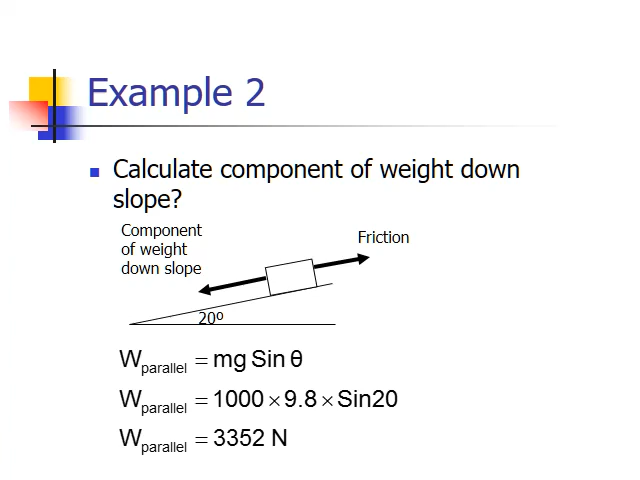 Example 2
Calculate component of weight down
slope?
Component
of weight
down slope
Friction
20º
W parallel = mg Sin θ
W parallel = 1000 × 9.8 × Sin20
W parallel = 3352 N